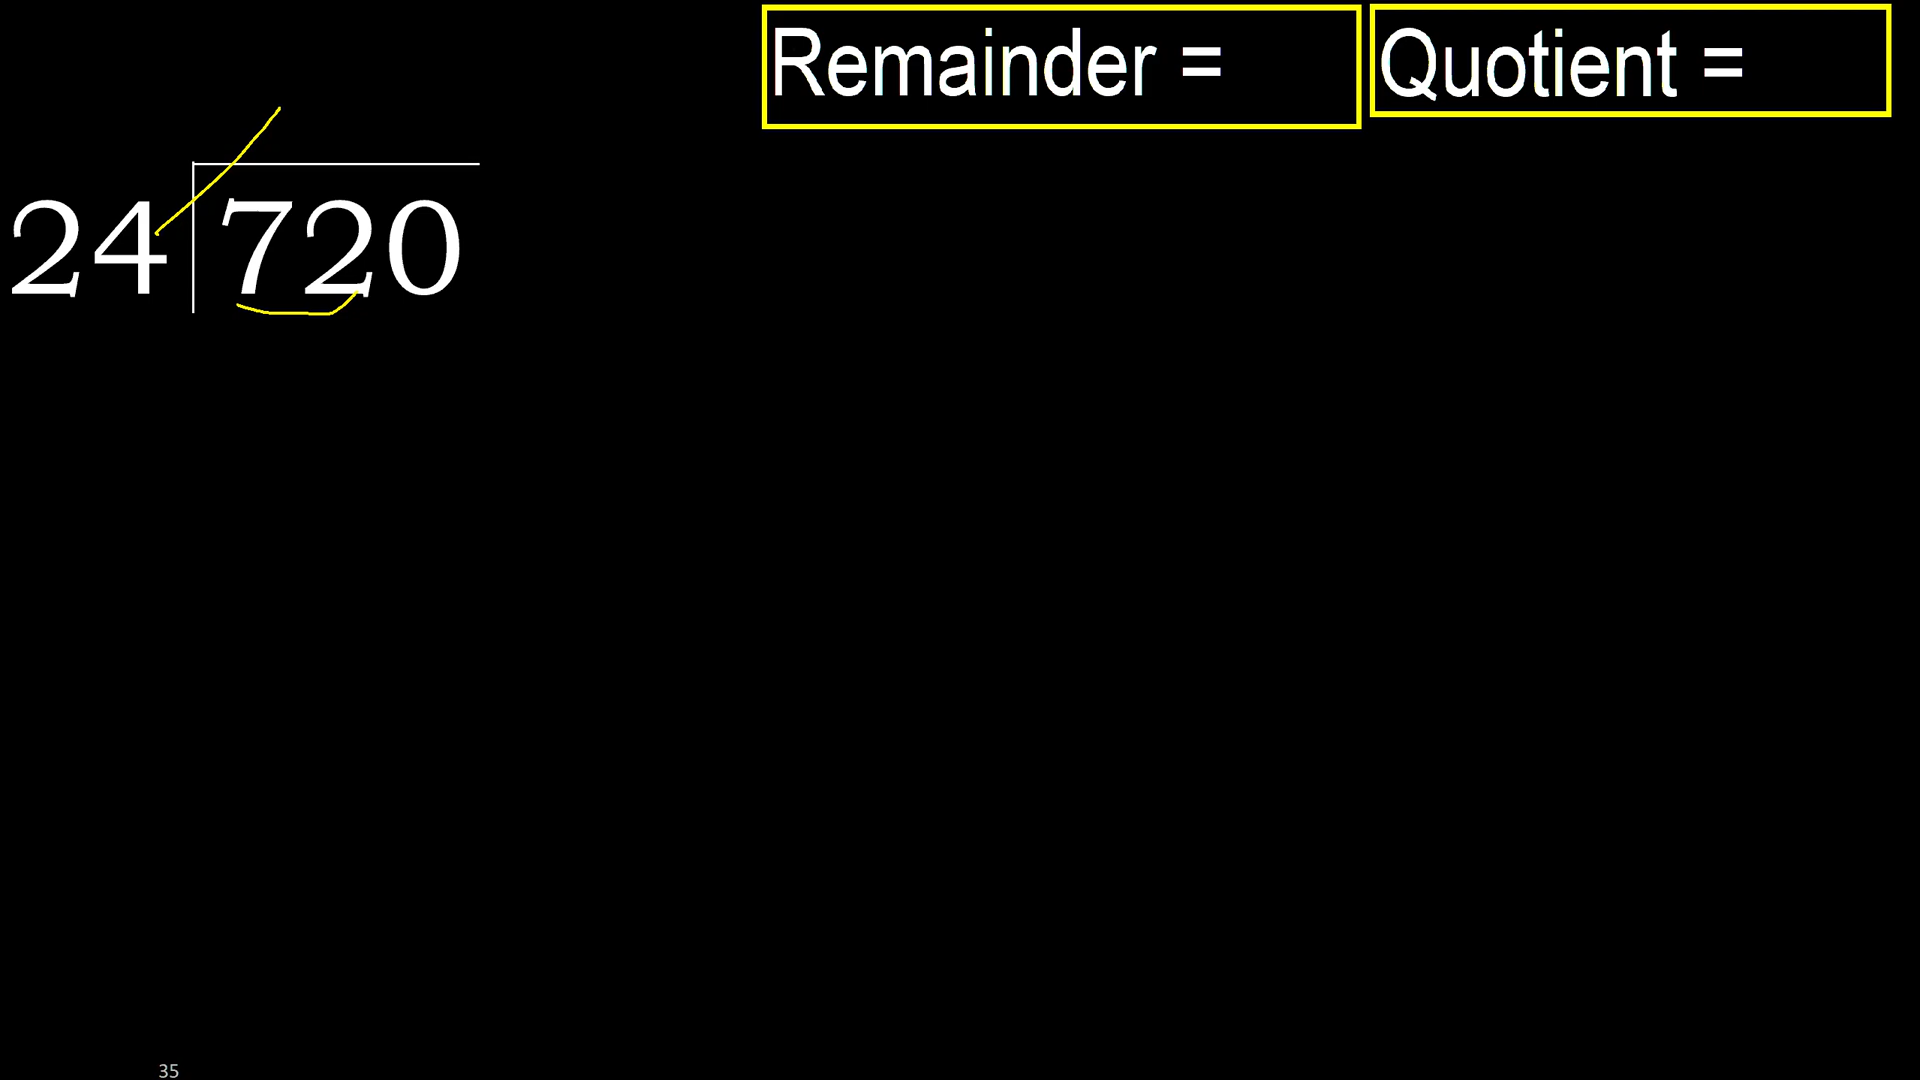 Remainder = Quotient =
24 720
35